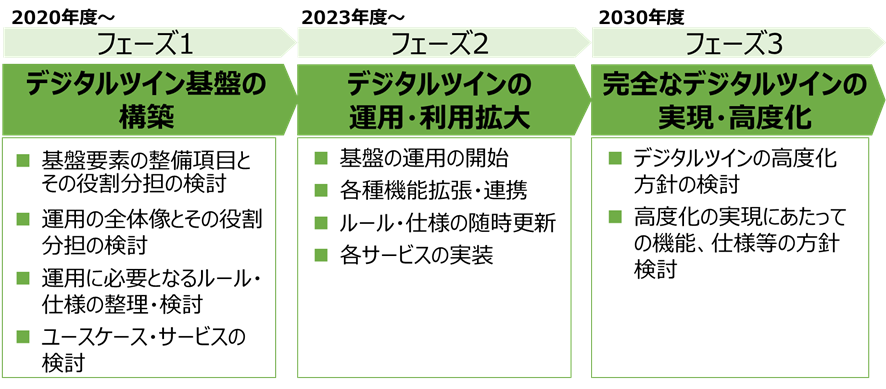 2020年度～
フェーズ1
デジタルツイン基盤の
構築
■ 基盤要素の整備項目と
その役割分担の検討
■ 運用の全体像とその役割
分担の検討
■ 運用に必要となるルール・
仕様の整理・検討
■ ユースケース・サービスの
検討
2023年度～
フェーズ2
デジタルツインの
運用・利用拡大
■ 基盤の運用の開始
■ 各種機能拡張・連携
■ ルール・仕様の随時更新
■ 各サービスの実装
2030年度
フェーズ3
完全なデジタルツインの
実現・高度化
■ デジタルツインの高度化
方針の検討
■ 高度化の実現にあたって
の機能、仕様等の方針
検討